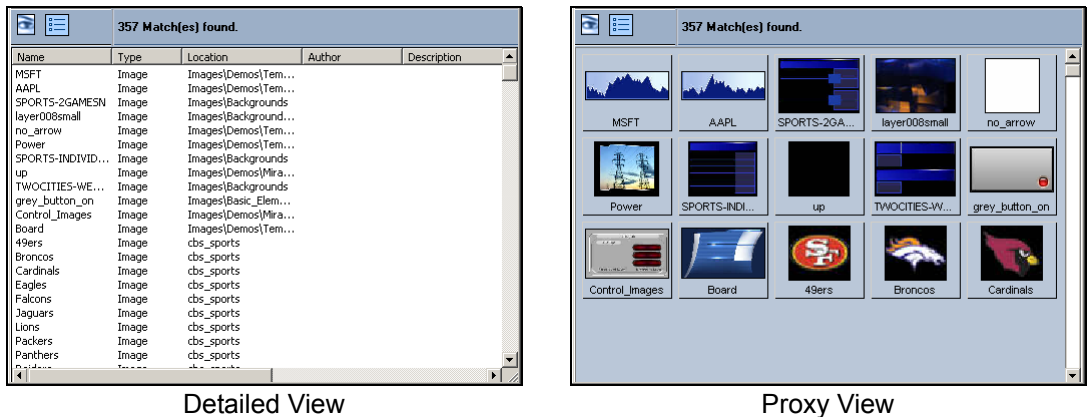 357 Match(es) found.
Name Type Location Author Description
MSFT Image Images\Demos\Tem...
AAPL Image Images\Demos\Tem...
SPORTS-2GAMESN Image Images\Backgrounds
layer008small Image Images\Background...
no_arrow Image Images\Demos\Tem...
Power Image Images\Demos\Tem...
SPORTS-INDIVID... Image Images\Backgrounds
up Image Images\Demos\Mira...
TWOCITIES-WE... Image Images\Backgrounds
grey_button_on Image Images\Basic_Elem...
Control_Images Image Images\Demos\Mira...
Board Image Images\Demos\Tem...
49ers Image cbs_sports
Broncos Image cbs_sports
Cardinals Image cbs_sports
Eagles Image cbs_sports
Falcons Image cbs_sports
Jaguars Image cbs_sports
Lions Image cbs_sports
Packers Image cbs_sports
Panthers Image cbs_sports
Detailed View
357 Match(es) found.
MSFT AAPL SPORTS-2GA... layer008small no_arrow
Power SPORTS-INDI... up TWOCITIES-W... grey_button_on
SF
Control_Images Board 49ers Broncos Cardinals
Proxy View